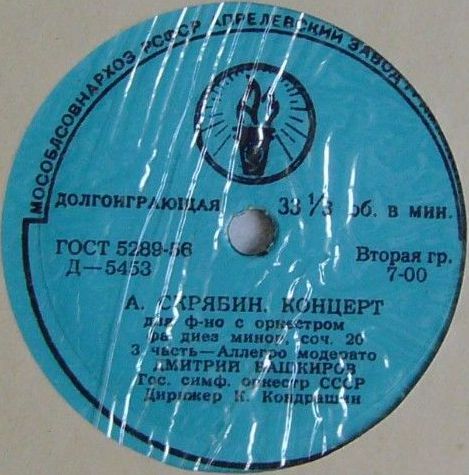 МОСОБЛСОВНАРХОЗ РСФСР АПРЕЛЕВСКИЙ ЗАВОД
ДОЛГОИГРАЮЩАЯ 33 1/3 об. в мин.
ГОСТ 5289-56
Д—5453
Вторая гр.
7-00
А. СКРЯБИН. КОНЦЕРТ
для ф-но с оркестром
фа диез минор, соч. 20
3 часть—Аллегро модерато
ДМИТРИЙ БАШКИРОВ
Гос. симф. оркестр СССР
Дирижер К. Кондрашин